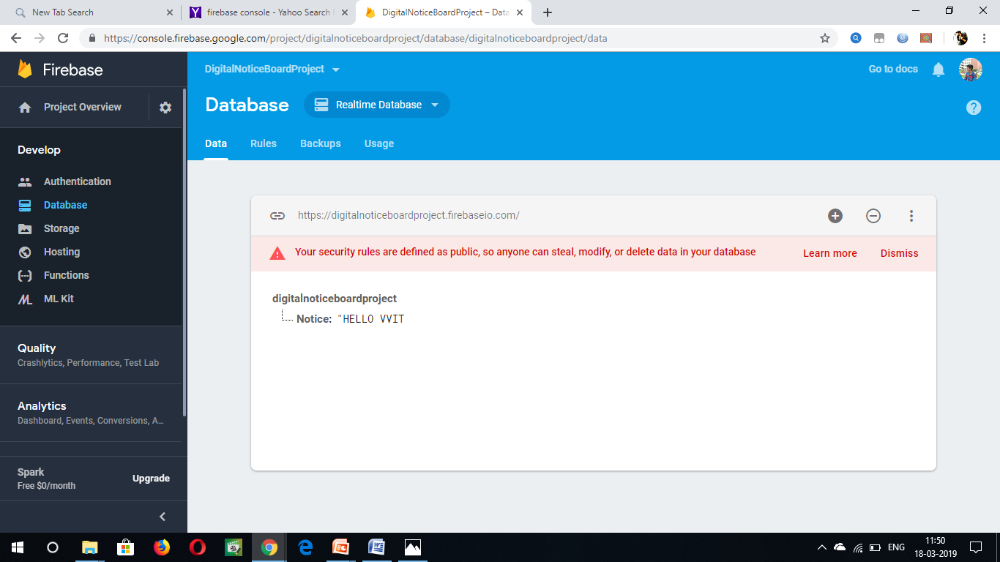 New Tab Search
firebase console - Yahoo Search
DigitalNoticeBoardProject – Data
https://console.firebase.google.com/project/digitalnoticeboardproject/database/digitalnoticeboardproject/data
Firebase
DigitalNoticeBoardProject
Go to docs
Project Overview
Database
Realtime Database
?
Data
Rules
Backups
Usage
Develop
Authentication
Database
Storage
Hosting
Functions
ML Kit
Quality
Crashlytics, Performance, Test Lab
Analytics
Dashboard, Events, Conversions, A...
Spark
Free $0/month
Upgrade
https://digitalnoticeboardproject.firebaseio.com/
Your security rules are defined as public, so anyone can steal, modify, or delete data in your database
Learn more
Dismiss
digitalnoticeboardproject
Notice: "HELLO VVIT
ENG
11:50
18-03-2019